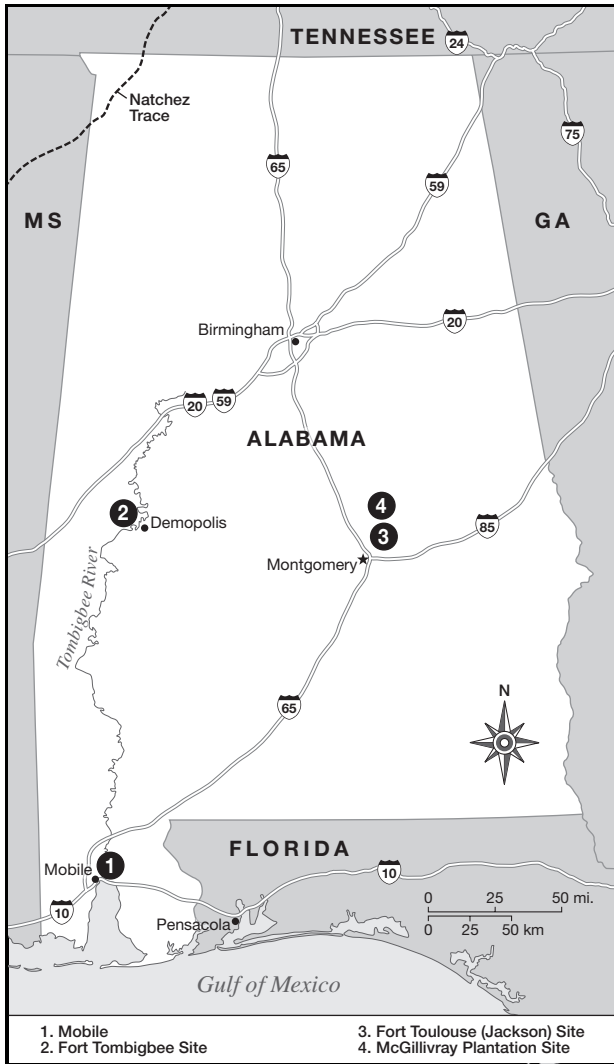 TENNESSEE
24
Natchez
Trace
75
65
59
MS
GA
Birmingham
20
20
59
ALABAMA
2
4
Demopolis
3
85
Montgomery
Tombigbee River
65
N
FLORIDA
Mobile
1
10
10
0 25 50 mi.
0 25 50 km
Pensacola
Gulf of Mexico
1. Mobile
2. Fort Tombigbee Site
3. Fort Toulouse (Jackson) Site
4. McGillivray Plantation Site